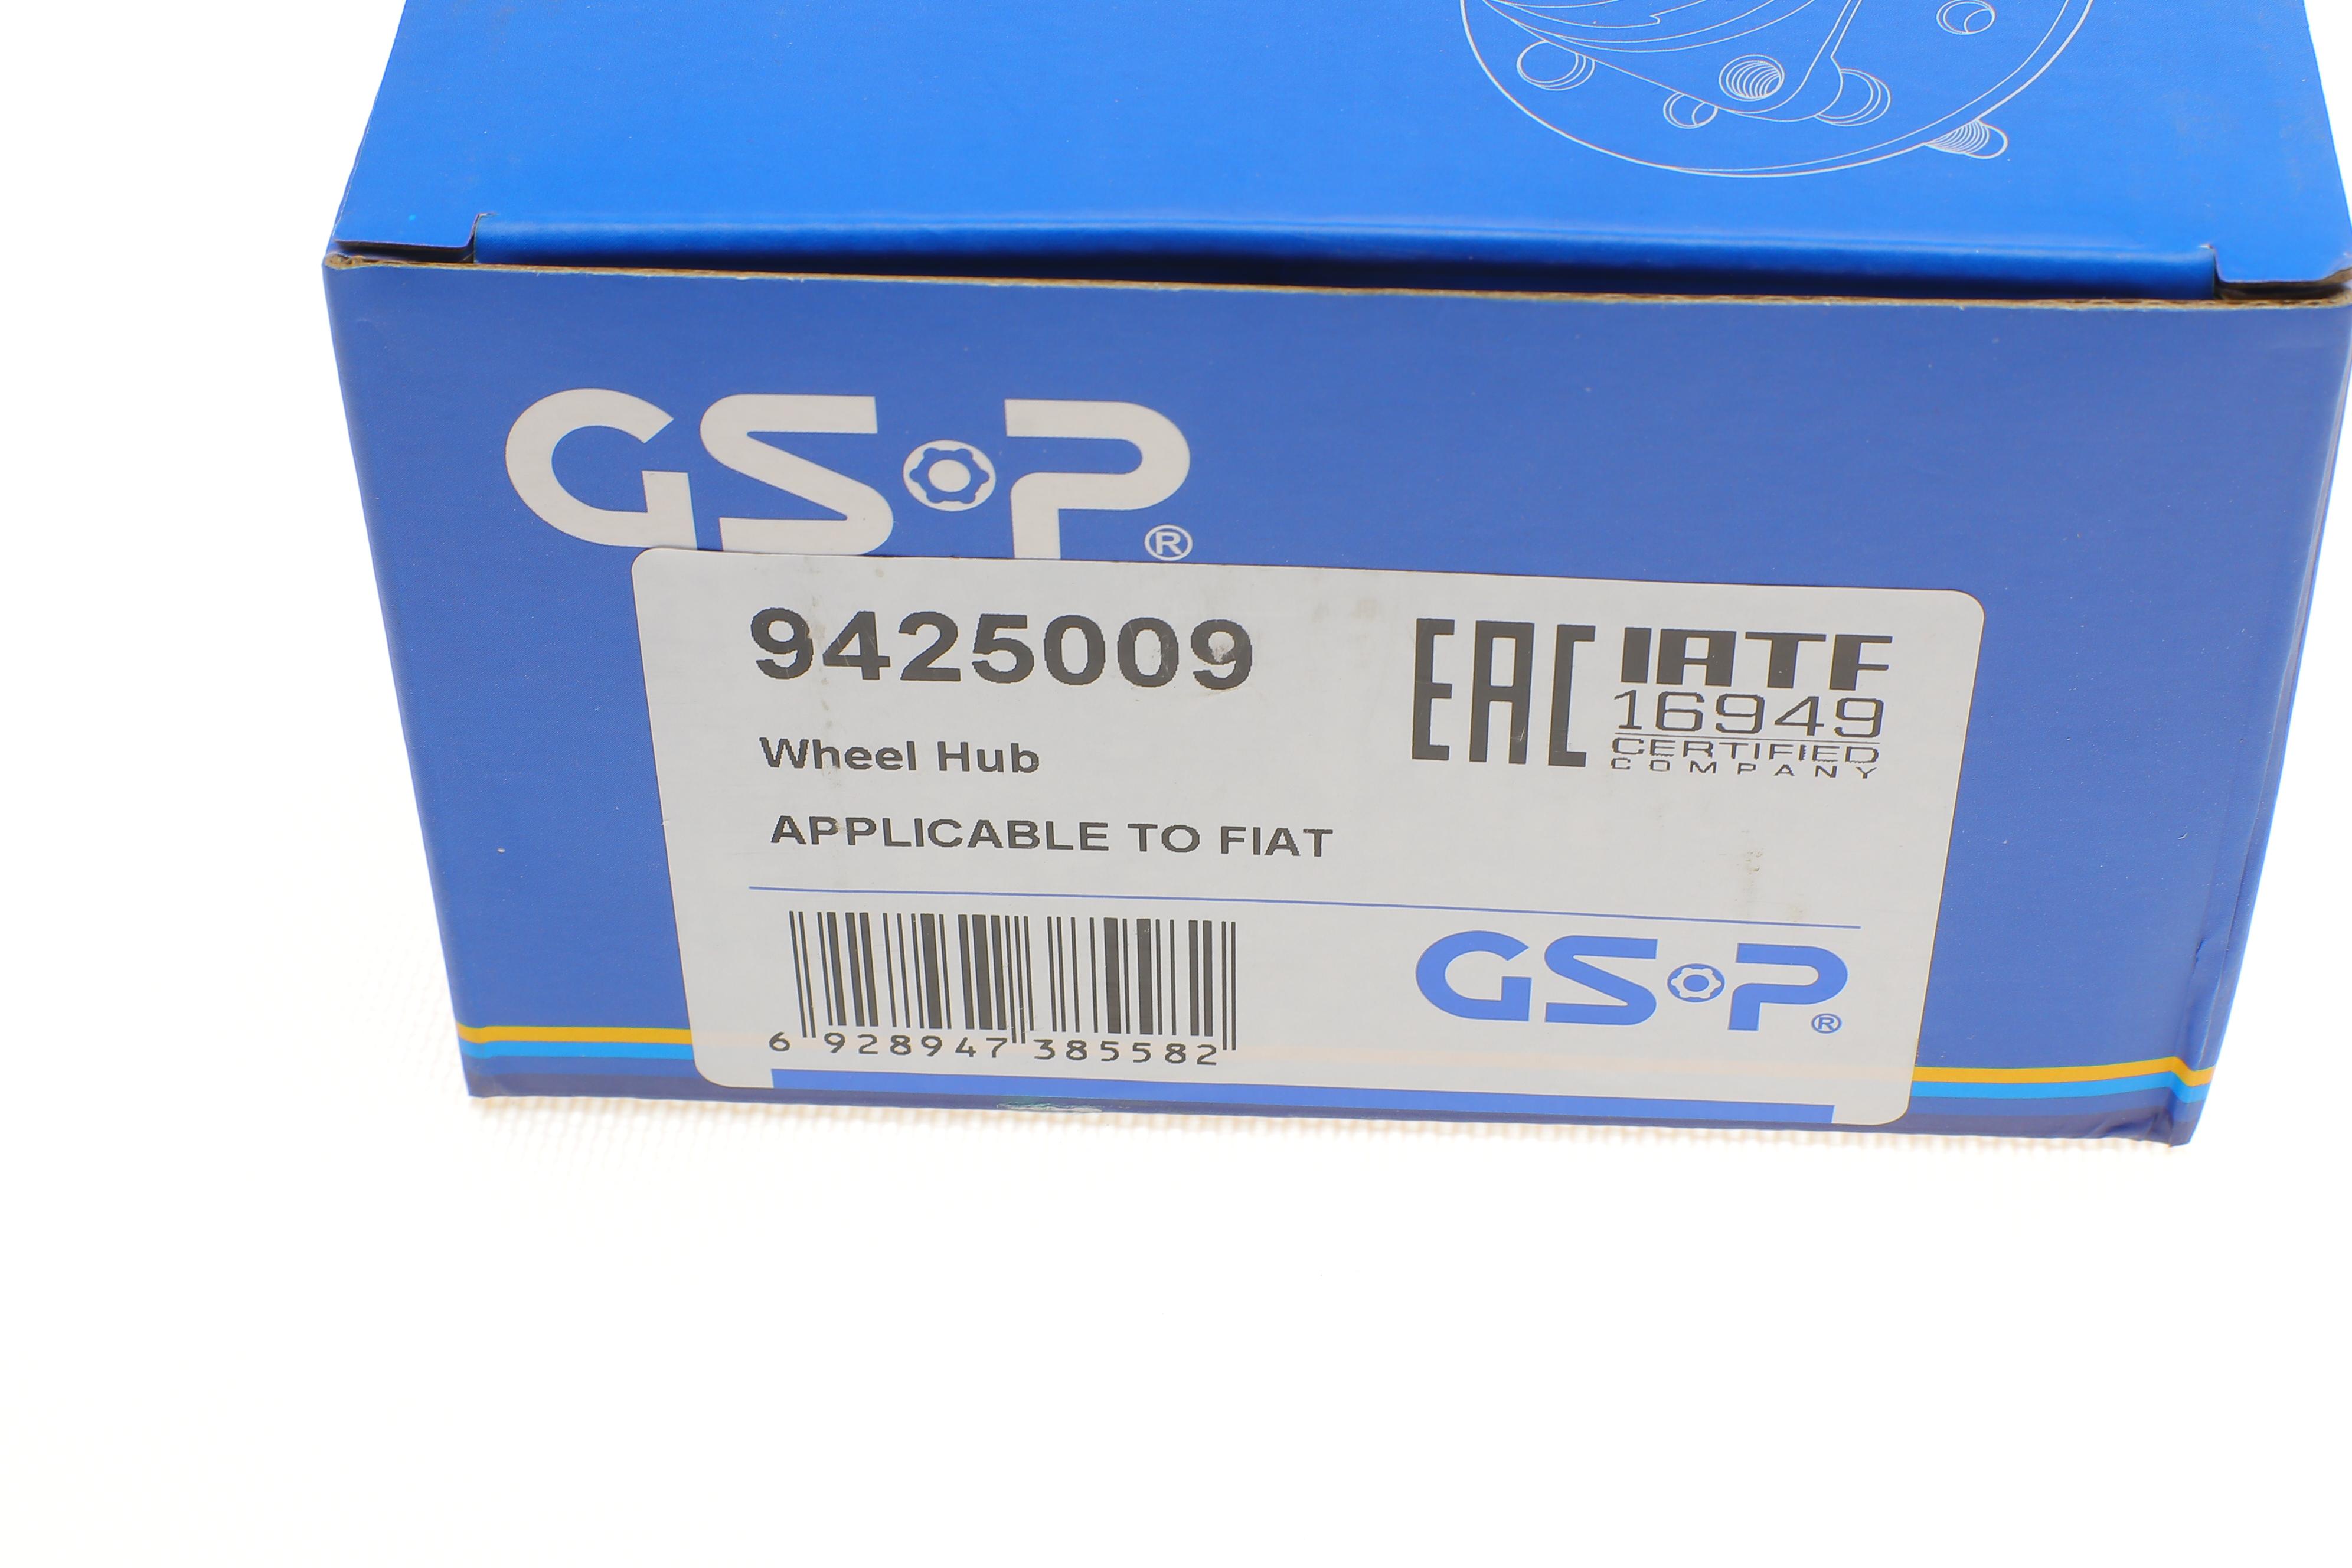 GSP®
9425009
Wheel Hub
APPLICABLE TO FIAT
EAC
IATF
16949
CERTIFIED
COMPANY
6 928947 385582
GSP®